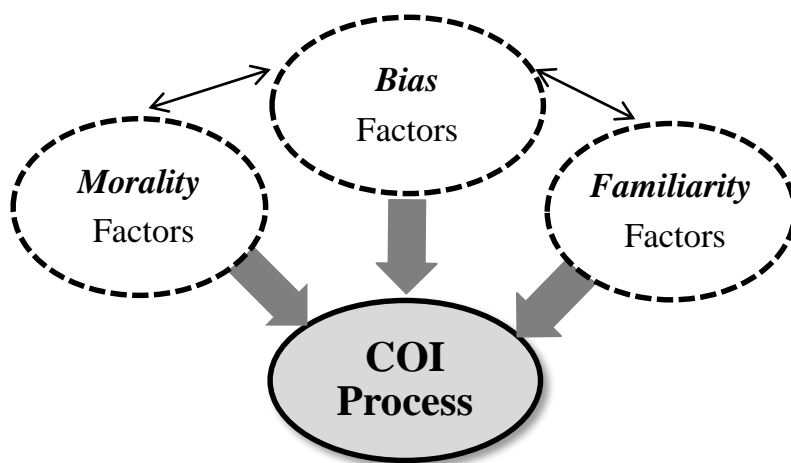 Bias
Factors
Morality
Factors
Familiarity
Factors
COI
Process